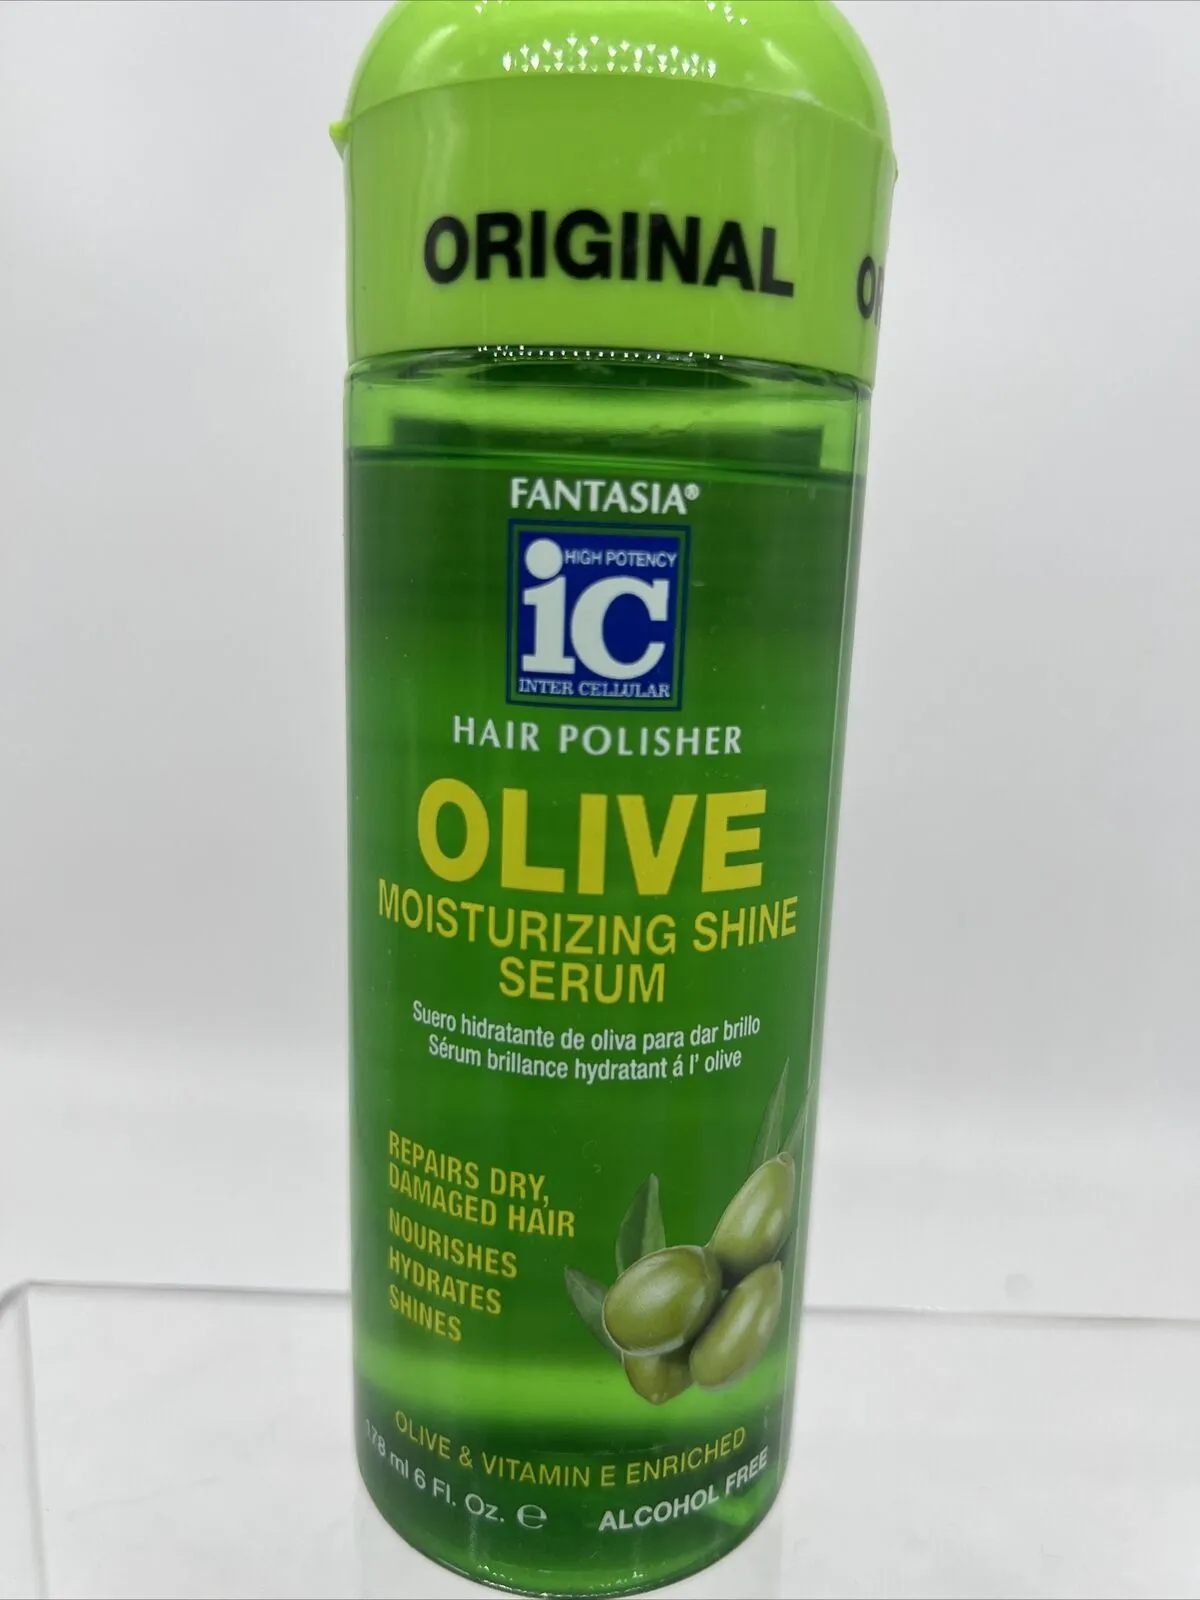 ORIGINAL
FANTASIA®
HIGH POTENCY
iC
INTER CELLULAR
HAIR POLISHER
OLIVE
MOISTURIZING SHINE
SERUM
Suero hidratante de oliva para dar brillo
Sérum brillance hydratant á l' olive
REPAIRS DRY,
DAMAGED HAIR
NOURISHES
HYDRATES
SHINES
OLIVE & VITAMIN E ENRICHED
178 ml 6 Fl. Oz. ℮
ALCOHOL FREE